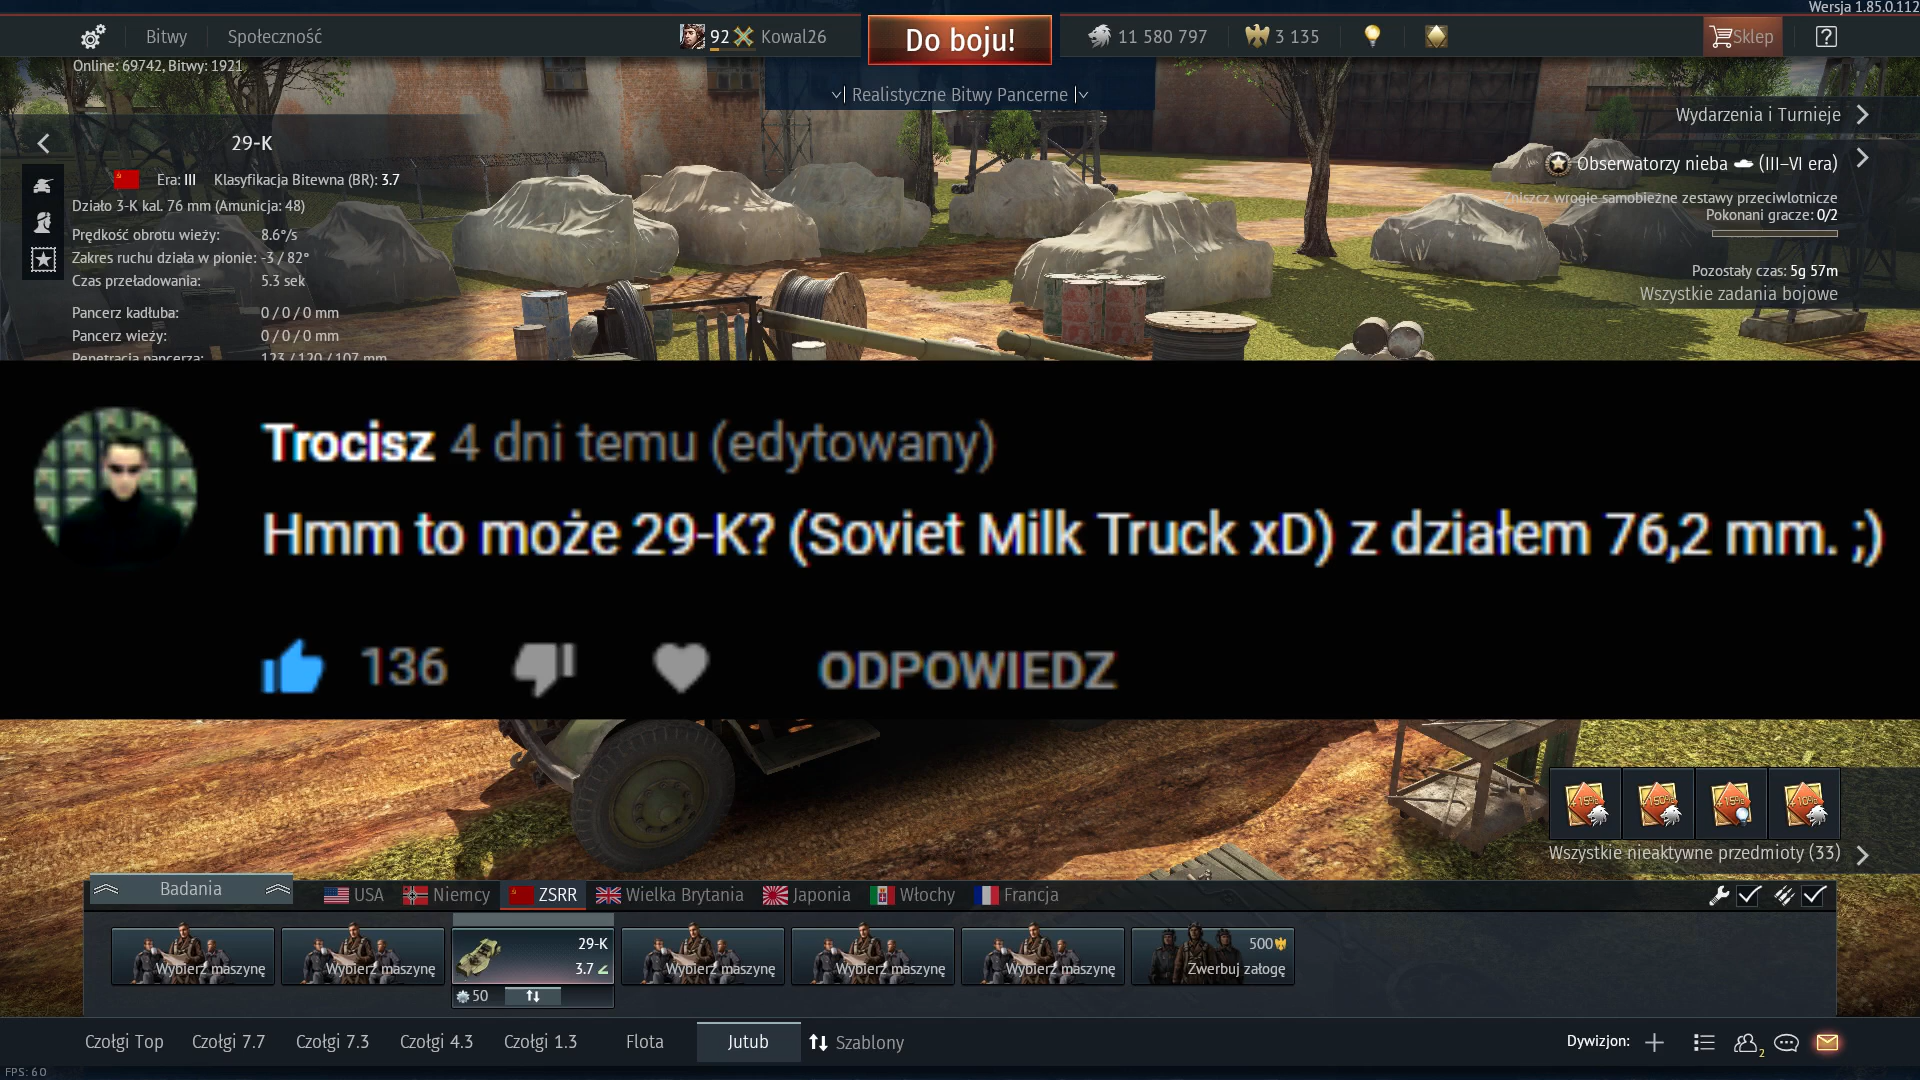 Wersja 1.85.0.112
Bitwy
Społeczność
92 Kowal26
Do boju!
11 580 797
3 135
Sklep
Online: 69742, Bitwy: 1921
Realistyczne Bitwy Pancerne
Wydarzenia i Turnieje
29-K
Era: III Klasyfikacja Bitewna (BR): 3.7
Działo 3-K kal. 76 mm (Amunicja: 48)
Prędkość obrotu wieży: 8.6°/s
Zakres ruchu działa w pionie: -3 / 82°
Czas przeładowania: 5.3 sek
Pancerz kadłuba: 0 / 0 / 0 mm
Pancerz wieży: 0 / 0 / 0 mm
Penetracja pancerza: 123 / 120 / 107 mm
Obserwatorzy nieba (III–VI era)
Zniszcz wrogie samobieżne zestawy przeciwlotnicze
Pokonani gracze: 0/2
Pozostały czas: 5g 57m
Wszystkie zadania bojowe
Trocisz 4 dni temu (edytowany)
Hmm to może 29-K? (Soviet Milk Truck xD) z działem 76,2 mm. ;)
136 ODPOWIEDZ
Wszystkie nieaktywne przedmioty (33)
Badania
USA Niemcy ZSRR Wielka Brytania Japonia Włochy Francja
Wybierz maszynę
Wybierz maszynę
29-K
3.7
50
Wybierz maszynę
Wybierz maszynę
Wybierz maszynę
500
Zwerbuj załogę
Czołgi Top Czołgi 7.7 Czołgi 7.3 Czołgi 4.3 Czołgi 1.3 Flota Jutub Szablony
Dywizjon:
2
FPS: 60